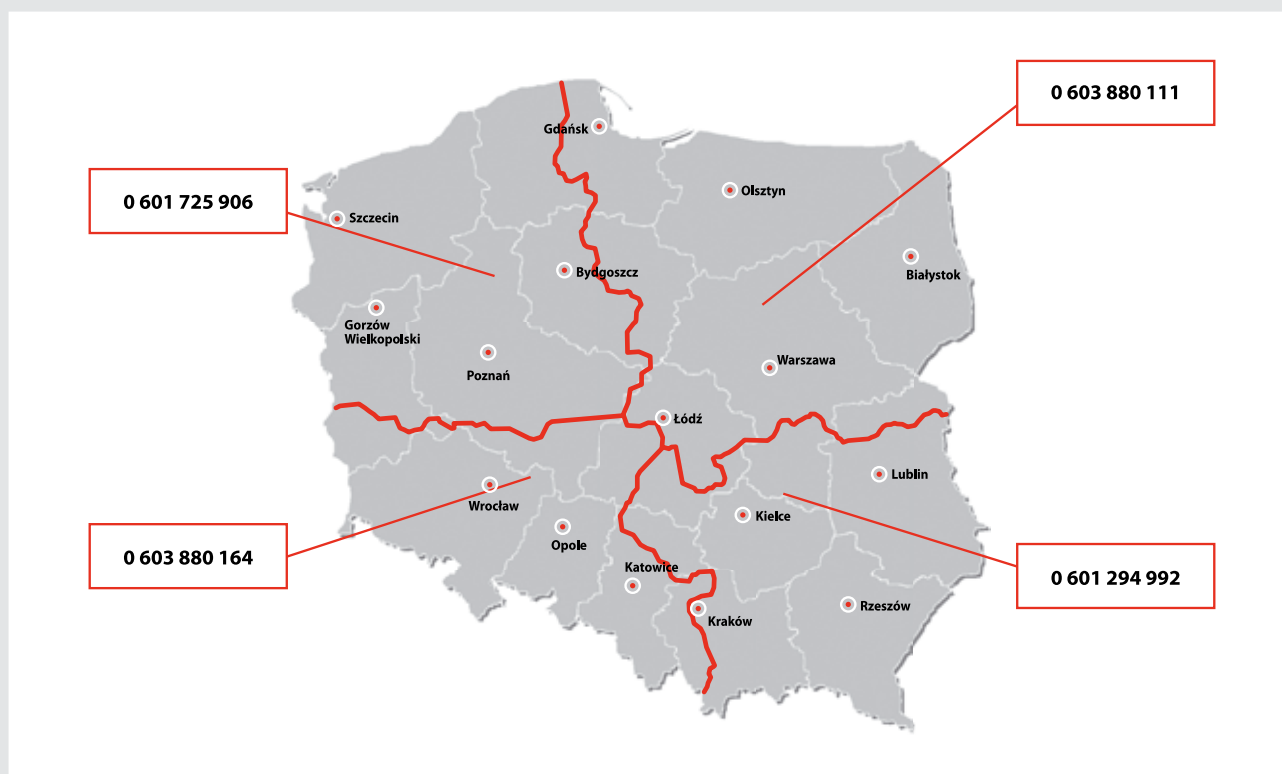 0 603 880 111
Gdańsk
Olsztyn
0 601 725 906
Szczecin
Białystok
Bydgoszcz
Gorzów
Wielkopolski
Warszawa
Poznań
Łódź
Lublin
Wrocław
Kielce
Opole
0 603 880 164
Katowice
0 601 294 992
Rzeszów
Kraków